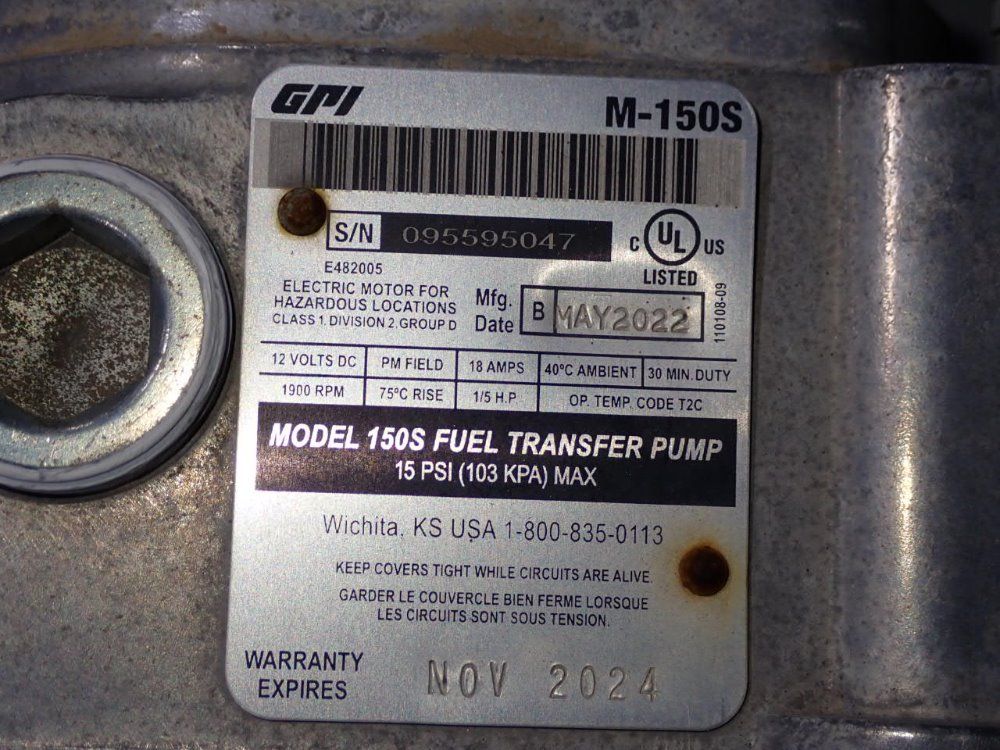 GPI M-150S
S/N 095595047
C UL US
LISTED
E482005
ELECTRIC MOTOR FOR
HAZARDOUS LOCATIONS
CLASS 1, DIVISION 2, GROUP D
Mfg.
Date B MAY2022
110108-09
12 VOLTS DC PM FIELD 18 AMPS 40°C AMBIENT 30 MIN. DUTY
1900 RPM 75°C RISE 1/5 H.P. OP. TEMP. CODE T2C
MODEL 150S FUEL TRANSFER PUMP
15 PSI (103 KPA) MAX
Wichita, KS USA 1-800-835-0113
KEEP COVERS TIGHT WHILE CIRCUITS ARE ALIVE.
GARDER LE COUVERCLE BIEN FERME LORSQUE
LES CIRCUITS SONT SOUS TENSION.
WARRANTY
EXPIRES NOV 2024